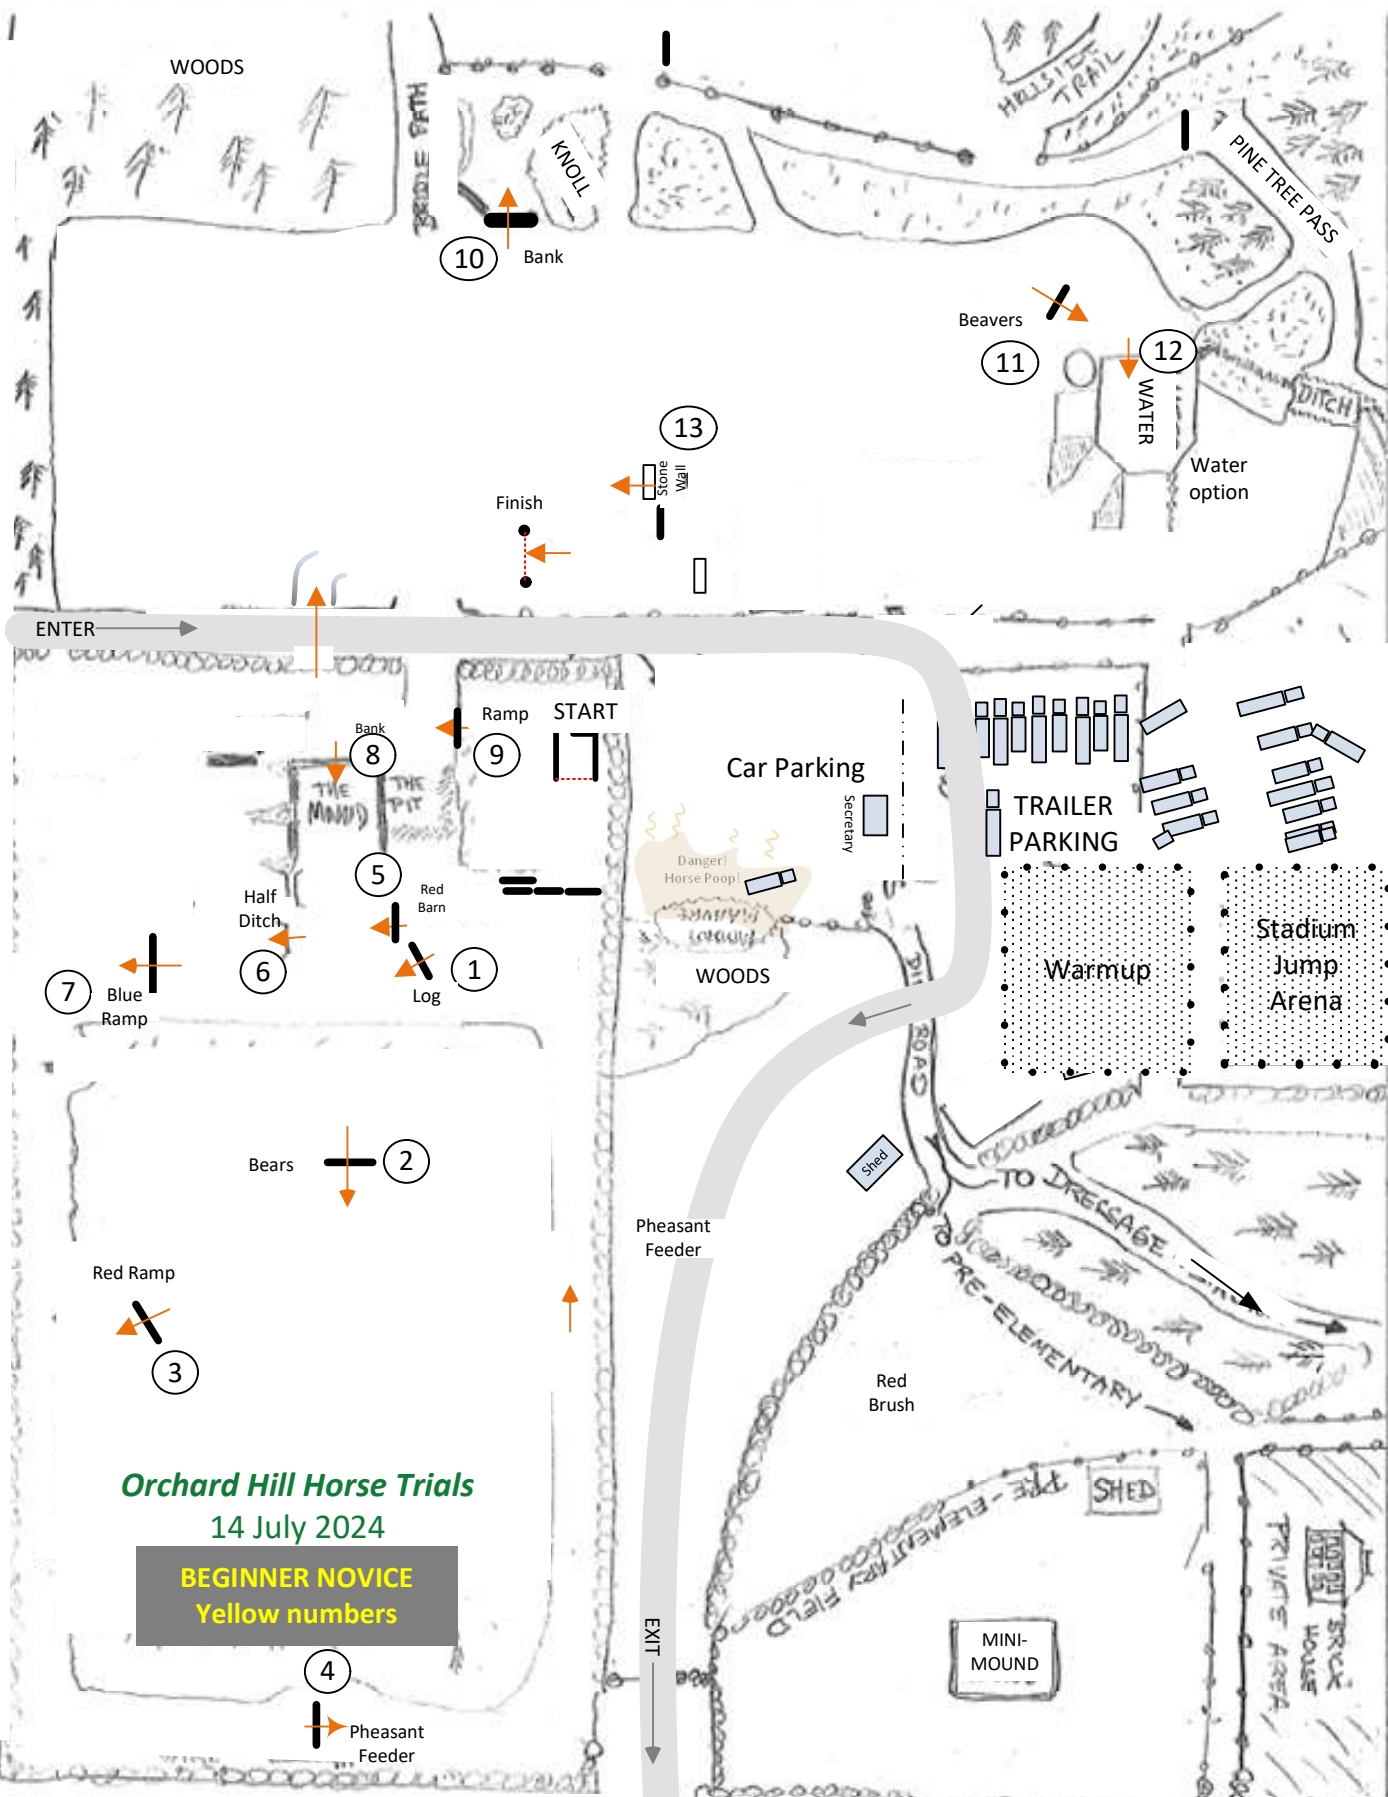 WOODS
BRIDLE PATH
KNOLL
HILLSIDE
TRAIL
PINE TREE PASS
10
Bank
Beavers
11
12
WATER
DITCH
Water
option
13
Stone
Wall
Finish
ENTER
Bank
8
THE
MOUND
THE
PIT
Ramp
9
START
Car Parking
Secretary
TRAILER
PARKING
Danger!
Horse Poop!
MANURE
WOODS
5
Red
Barn
Half
Ditch
6
1
Log
7
Blue
Ramp
Warmup
Stadium
Jump
Arena
ROAD
Bears
2
Shed
TO DRESSAGE
Pheasant
Feeder
TO PRE-ELEMENTARY
Red Ramp
3
Red
Brush
Orchard Hill Horse Trials
14 July 2024
BEGINNER NOVICE
Yellow numbers
PRE-ELEMENTARY FIELD
SHED
PRIVATE AREA
BRICK
HOUSE
EXIT
MINI-
MOUND
4
Pheasant
Feeder